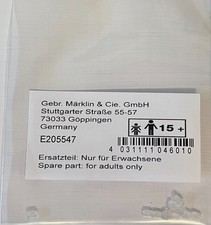 Gebr. Märklin & Cie. GmbH
Stuttgarter Straße 55-57
73033 Göppingen
Germany
15 +
E205547
4 031111 046010
Ersatzteil: Nur für Erwachsene
Spare part: for adults only